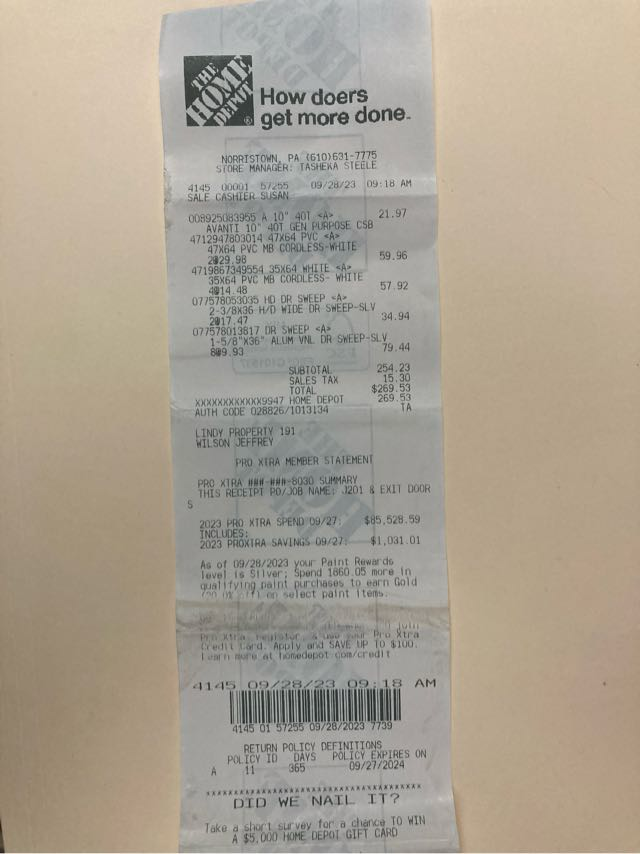 THE
HOME
DEPOT
®
How doers
get more done.
NORRISTOWN, PA (610)631-7775
STORE MANAGER: TASHEKA STEELE
4145 00001 57255 09/28/23 09:18 AM
SALE CASHIER SUSAN
008925083955 A 10" 40T <A> 21.97
AVANTI 10" 40T GEN PURPOSE CSB
4712947803014 47X64 PVC <A>
47X64 PVC MB CORDLESS-WHITE
2@29.98 59.96
4719867349554 35X64 WHITE <A>
35X64 PVC MB CORDLESS- WHITE
4@14.48 57.92
077578053035 HD DR SWEEP <A>
2-3/8X36 H/D WIDE DR SWEEP-SLV
2@17.47 34.94
077578013817 DR SWEEP <A>
1-5/8"X36" ALUM VNL DR SWEEP-SLV
8@9.93 79.44
SUBTOTAL 254.23
SALES TAX 15.30
TOTAL $269.53
XXXXXXXXXXXX9947 HOME DEPOT 269.53
AUTH CODE 028826/1013134 TA
LINDY PROPERTY 191
WILSON JEFFREY
PRO XTRA MEMBER STATEMENT
PRO XTRA ###-###-8030 SUMMARY
THIS RECEIPT PO/JOB NAME: J201 & EXIT DOOR
S
2023 PRO XTRA SPEND 09/27: $85,528.59
INCLUDES:
2023 PROXTRA SAVINGS 09/27: $1,031.01
As of 09/28/2023 your Paint Rewards
level is Silver; Spend 1860.05 more in
qualifying paint purchases to earn Gold
(20.0% off) on select paint items.
join
Pro Xtra, register, & use your Pro Xtra
Credit Card. Apply and SAVE UP TO $100.
Learn more at homedepot.com/credit
4145 09/28/23 09:18 AM
4145 01 57255 09/28/2023 7739
RETURN POLICY DEFINITIONS
POLICY ID DAYS POLICY EXPIRES ON
A 11 365 09/27/2024
DID WE NAIL IT?
Take a short survey for a chance TO WIN
A $5,000 HOME DEPOT GIFT CARD